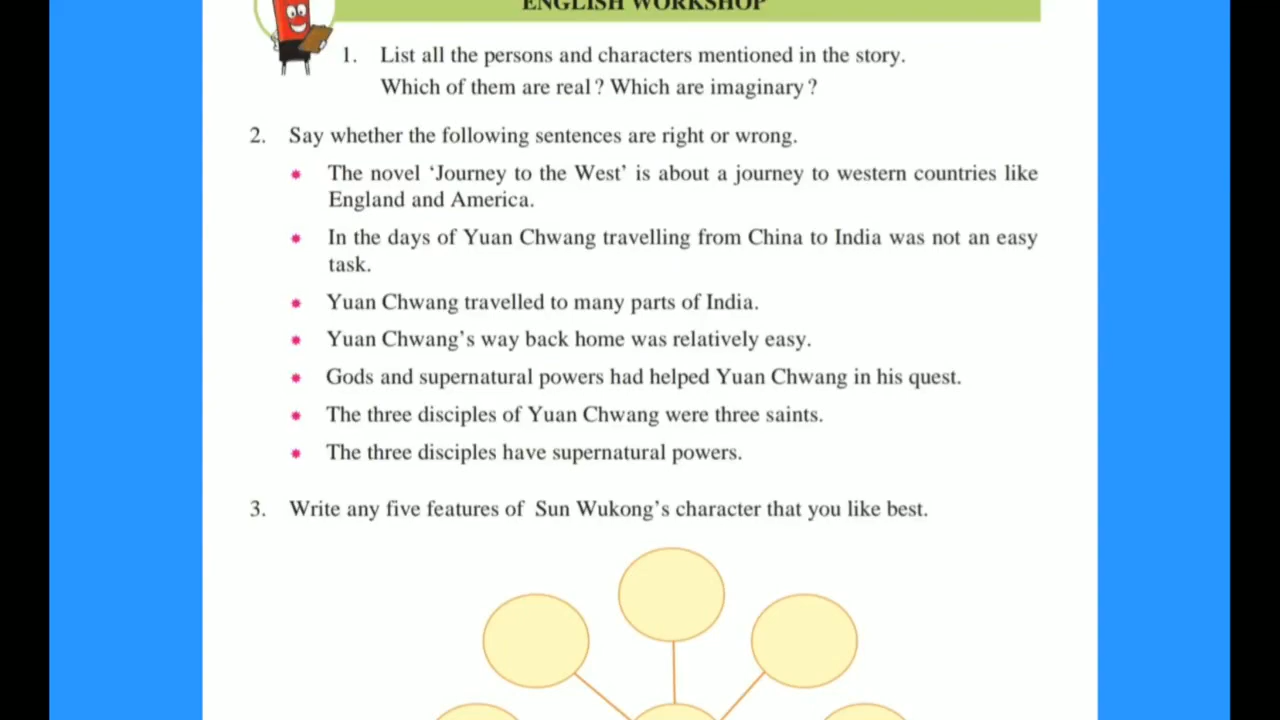 ENGLISH WORKSHOP
1. List all the persons and characters mentioned in the story.
Which of them are real? Which are imaginary?
2. Say whether the following sentences are right or wrong.
The novel ‘Journey to the West’ is about a journey to western countries like
England and America.
In the days of Yuan Chwang travelling from China to India was not an easy
task.
Yuan Chwang travelled to many parts of India.
Yuan Chwang’s way back home was relatively easy.
Gods and supernatural powers had helped Yuan Chwang in his quest.
The three disciples of Yuan Chwang were three saints.
The three disciples have supernatural powers.
3. Write any five features of Sun Wukong’s character that you like best.